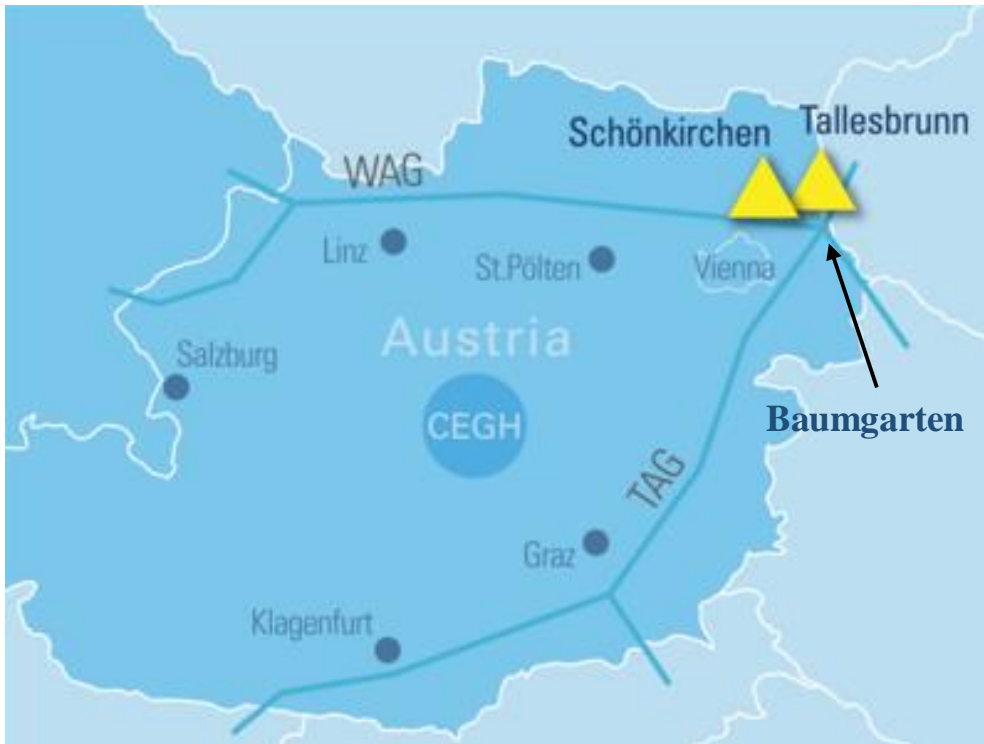 Schönkirchen
Tallesbrunn
WAG
Linz
St.Pölten
Vienna
Austria
Salzburg
CEGH
Baumgarten
TAG
Graz
Klagenfurt